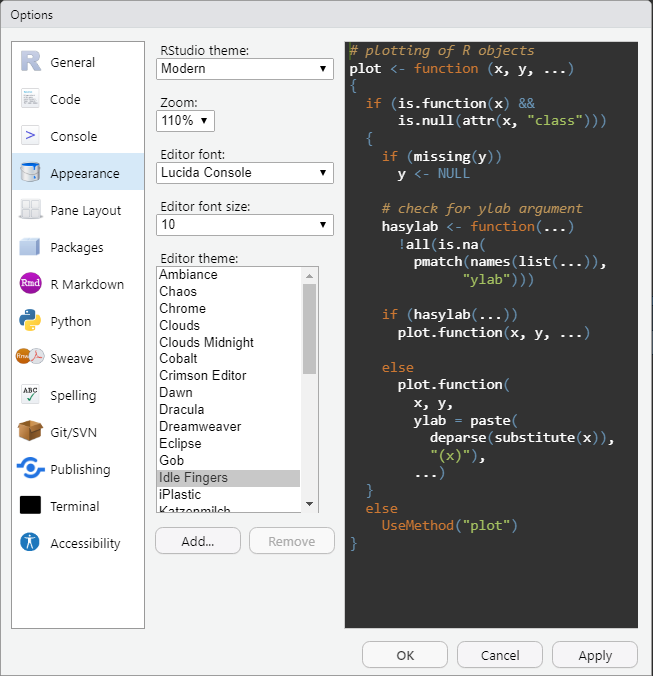 Options
General
Code
Console
Appearance
Pane Layout
Packages
Rmd
R Markdown
Python
Sweave
ABC
Spelling
Git/SVN
Publishing
Terminal
Accessibility
RStudio theme:
Modern
Zoom:
110%
Editor font:
Lucida Console
Editor font size:
10
Editor theme:
Ambiance
Chaos
Chrome
Clouds
Clouds Midnight
Cobalt
Crimson Editor
Dawn
Dracula
Dreamweaver
Eclipse
Gob
Idle Fingers
iPlastic
Katzenmilch
Add...
Remove
# plotting of R objects
plot <- function (x, y, ...)
{
  if (is.function(x) &&
      is.null(attr(x, "class")))
  {
    if (missing(y))
      y <- NULL

    # check for ylab argument
    hasylab <- function(...)
      !all(is.na(
        pmatch(names(list(...)),
              "ylab")))

    if (hasylab(...))
      plot.function(x, y, ...)

    else
      plot.function(
        x, y,
        ylab = paste(
          deparse(substitute(x)),
          "(x)"),
        ...)
  }
  else
    UseMethod("plot")
}
OK
Cancel
Apply